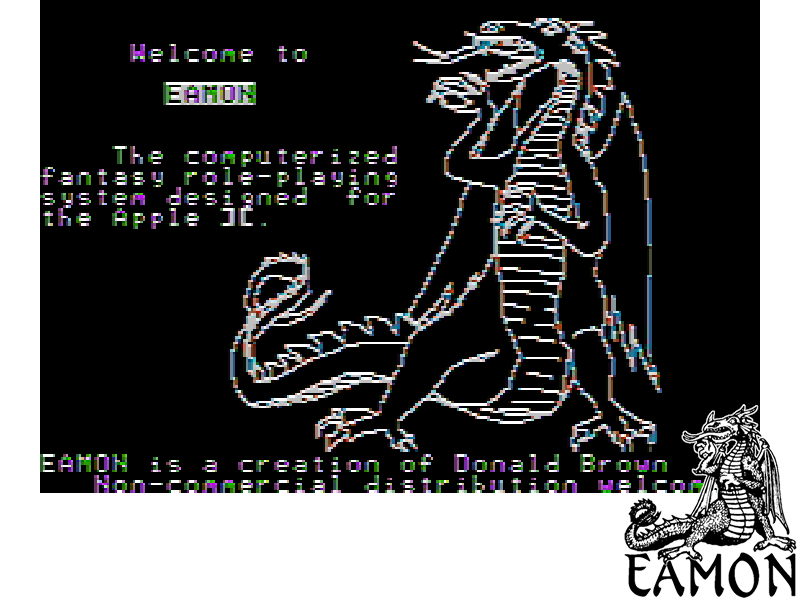 Welcome to
EAMON
The computerized
fantasy role-playing
system designed for
the Apple ][.
EAMON is a creation of Donald Brown
Non-commercial distribution welcom
EAMON